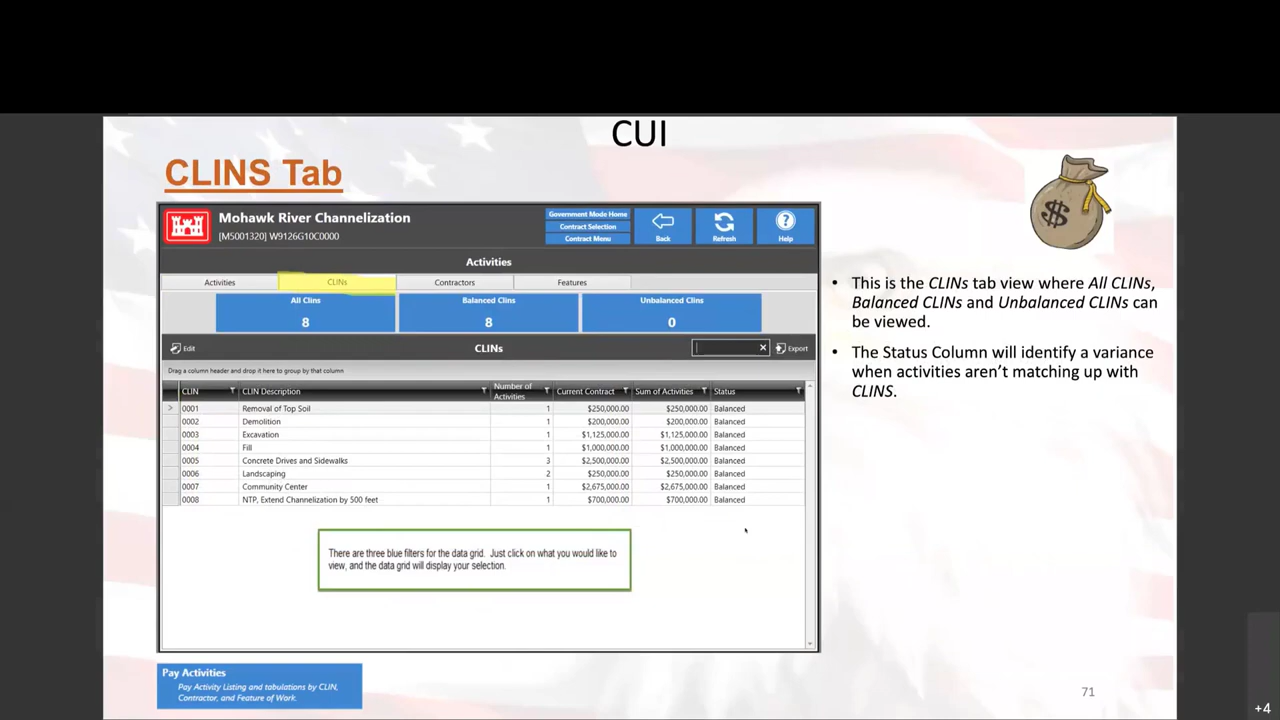 CUI
CLINS Tab
Mohawk River Channelization
[M5001320] W9126G10C0000
Government Mode Home
Contract Selection
Contract Menu
Back
Refresh
Help
Activities
Activities CLINs Contractors Features
All Clins Balanced Clins Unbalanced Clins
8 8 0
Edit CLINs Export
Drag a column header and drop it here to group by that column
CLIN CLIN Description Number of Activities Current Contract Sum of Activities Status
0001 Removal of Top Soil 1 $250,000.00 $250,000.00 Balanced
0002 Demolition 1 $200,000.00 $200,000.00 Balanced
0003 Excavation 1 $1,125,000.00 $1,125,000.00 Balanced
0004 Fill 1 $1,000,000.00 $1,000,000.00 Balanced
0005 Concrete Drives and Sidewalks 3 $2,500,000.00 $2,500,000.00 Balanced
0006 Landscaping 2 $250,000.00 $250,000.00 Balanced
0007 Community Center 1 $2,675,000.00 $2,675,000.00 Balanced
0008 NTP, Extend Channelization by 500 feet 1 $700,000.00 $700,000.00 Balanced
There are three blue filters for the data grid. Just click on what you would like to
view, and the data grid will display your selection.
• This is the CLINs tab view where All CLINs,
Balanced CLINs and Unbalanced CLINs can
be viewed.
• The Status Column will identify a variance
when activities aren't matching up with
CLINS.
$
Pay Activities
Pay Activity Listing and tabulations by CLIN,
Contractor, and Feature of Work.
71
+4